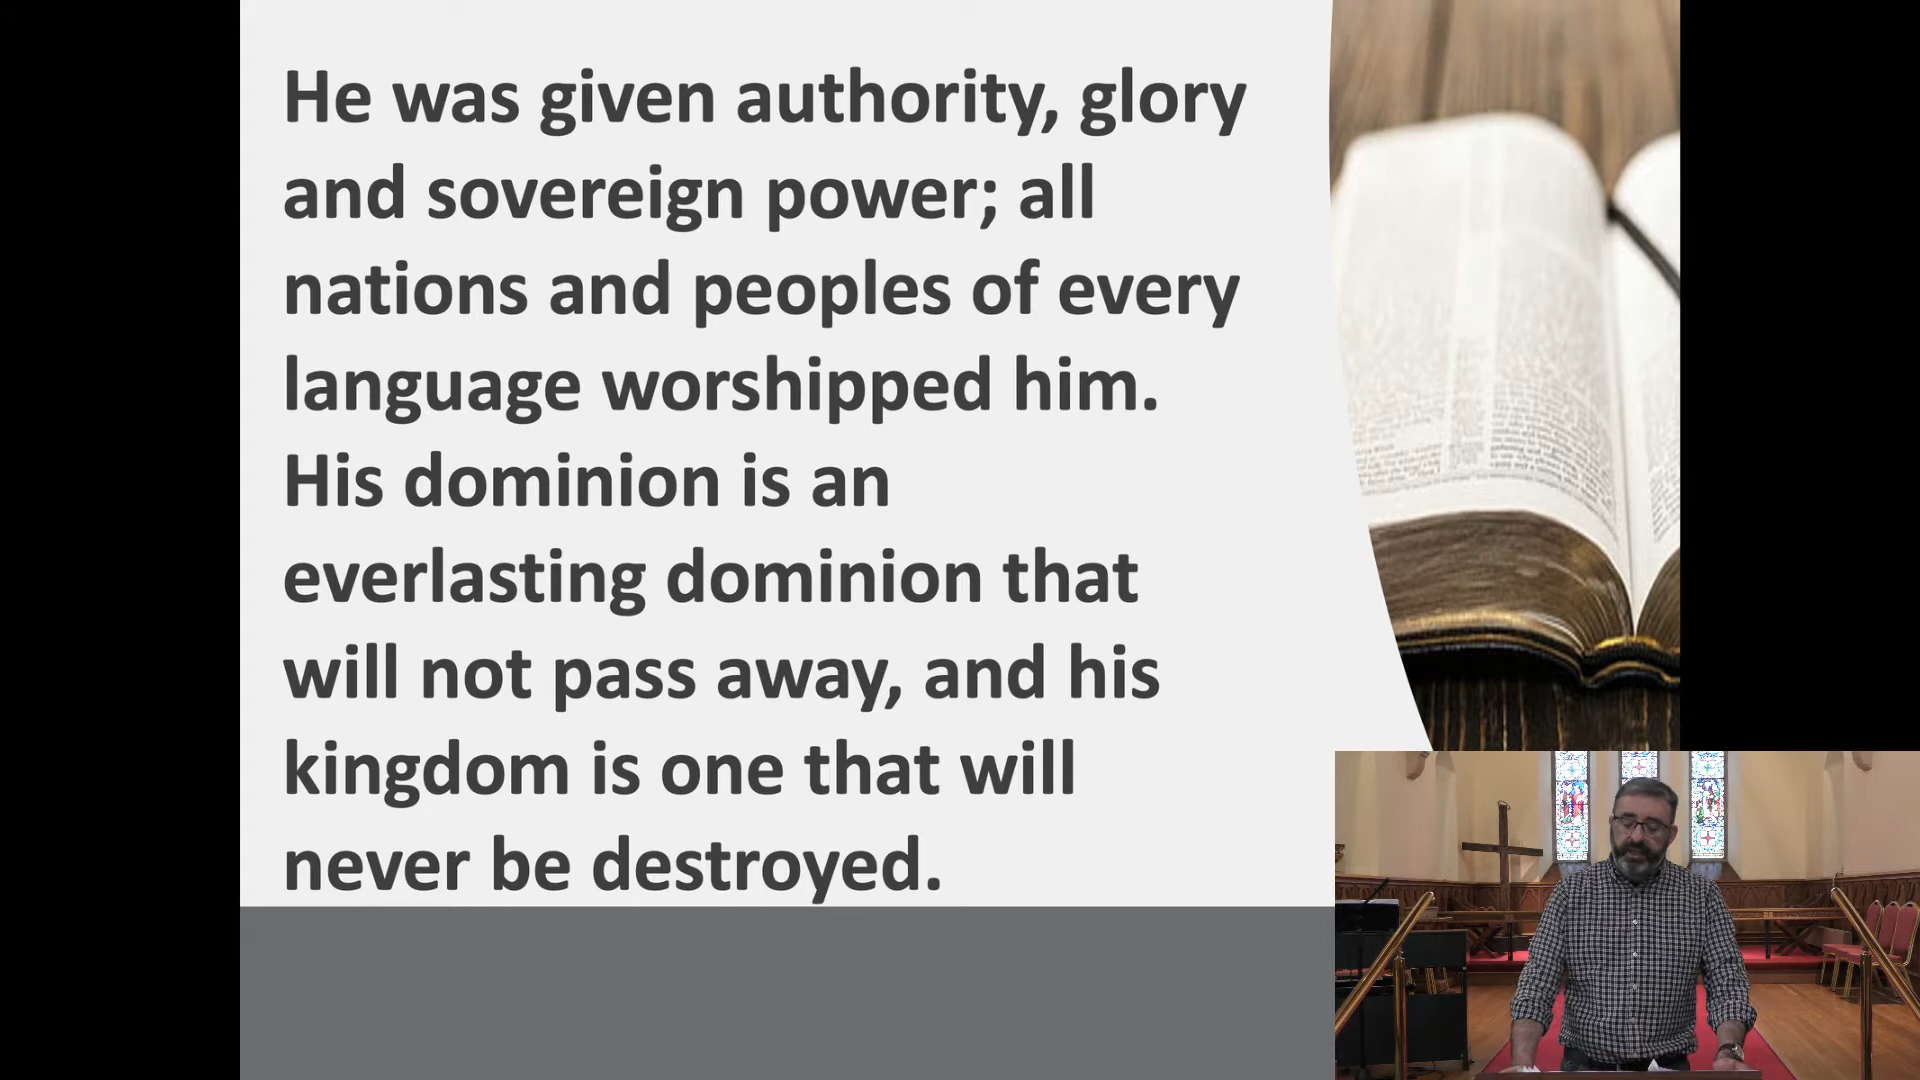 He was given authority, glory
and sovereign power; all
nations and peoples of every
language worshipped him.
His dominion is an
everlasting dominion that
will not pass away, and his
kingdom is one that will
never be destroyed.